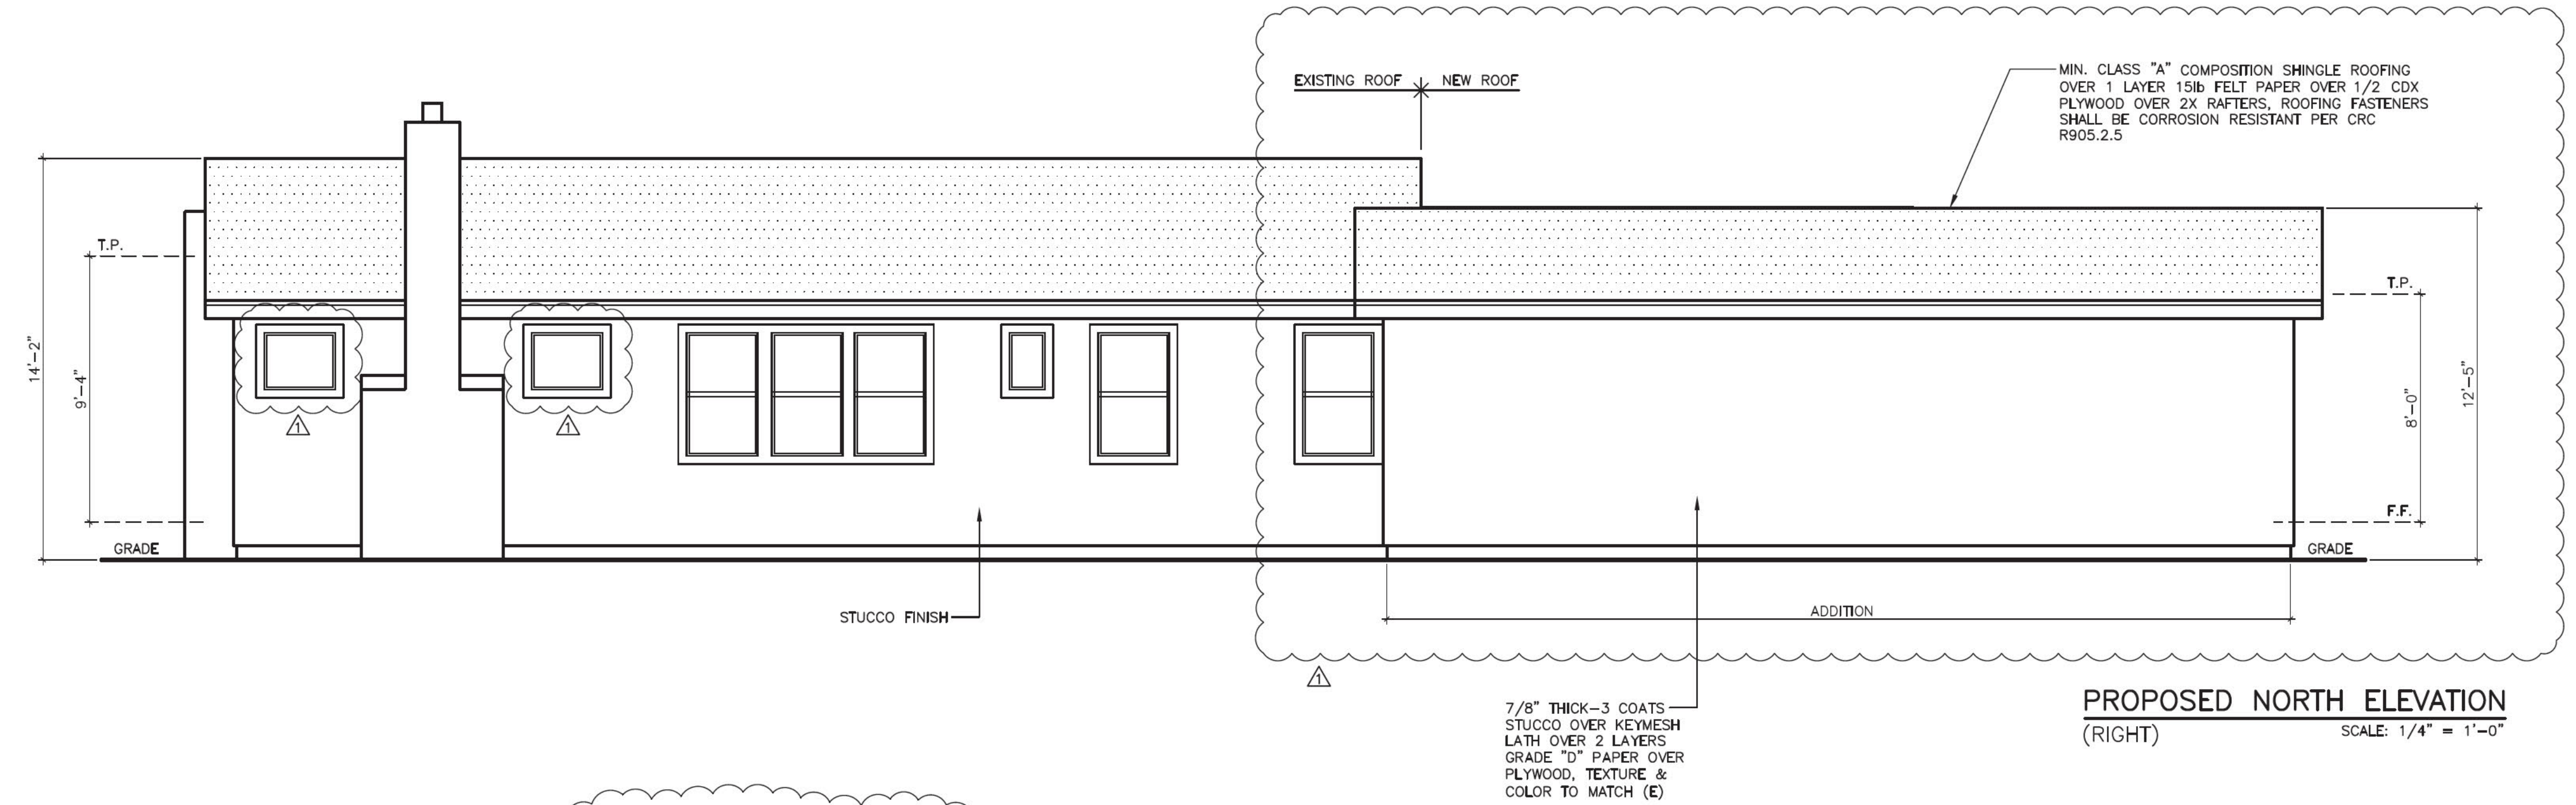 EXISTING ROOF
NEW ROOF
MIN. CLASS "A" COMPOSITION SHINGLE ROOFING
OVER 1 LAYER 15lb FELT PAPER OVER 1/2 CDX
PLYWOOD OVER 2X RAFTERS, ROOFING FASTENERS
SHALL BE CORROSION RESISTANT PER CRC
R905.2.5
T.P.
14'-2"
9'-4"
GRADE
1
1
T.P.
8'-0"
12'-5"
F.F.
GRADE
STUCCO FINISH
ADDITION
1
7/8" THICK-3 COATS
STUCCO OVER KEYMESH
LATH OVER 2 LAYERS
GRADE "D" PAPER OVER
PLYWOOD, TEXTURE &
COLOR TO MATCH (E)
PROPOSED NORTH ELEVATION
(RIGHT)
SCALE: 1/4" = 1'-0"